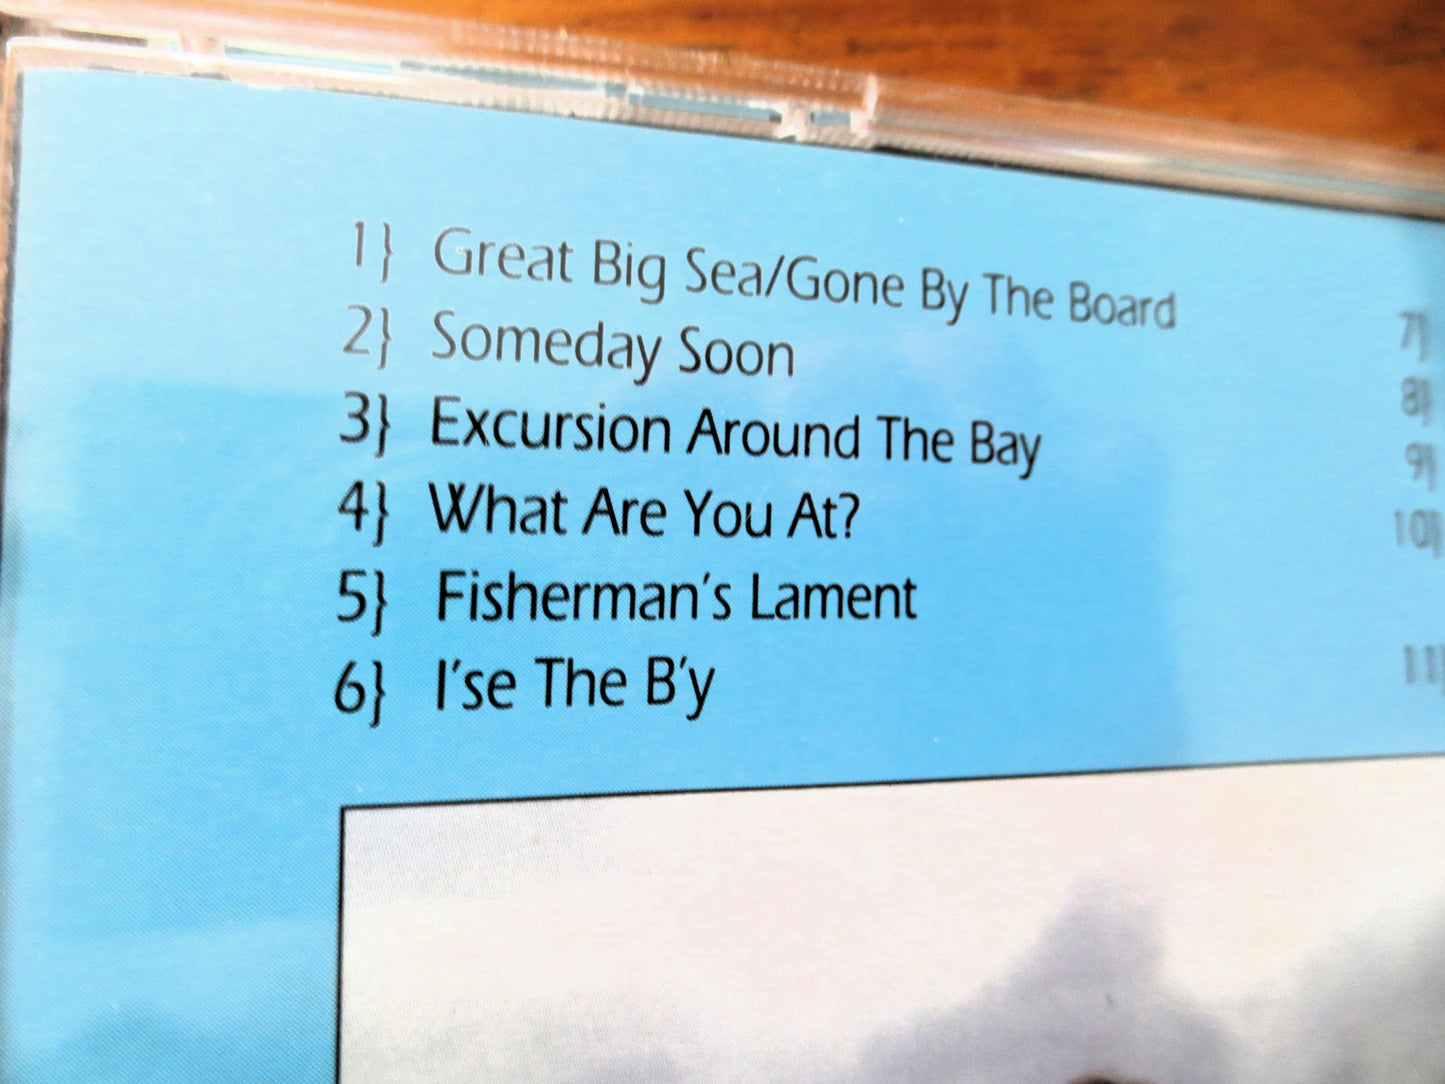 1} Great Big Sea/Gone By The Board
2} Someday Soon
3} Excursion Around The Bay
4} What Are You At?
5} Fisherman's Lament
6} I'se The B'y
7}
8}
9}
10}
11}